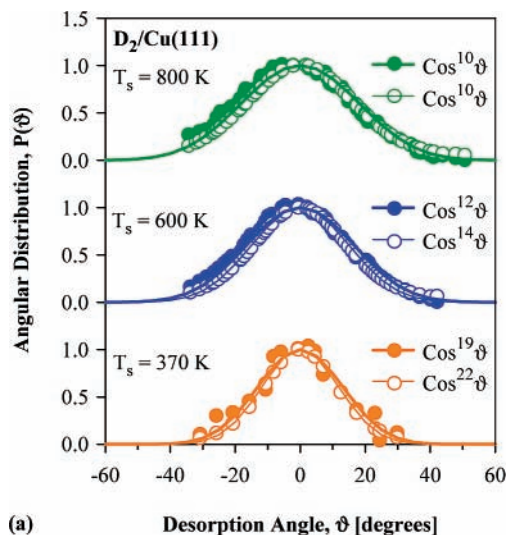 D₂/Cu(111)
1.5
Tₛ = 800 K
Cos¹⁰ϑ
Cos¹⁰ϑ
1.0
0.5
0.0
Tₛ = 600 K
Cos¹²ϑ
Cos¹⁴ϑ
1.0
0.5
0.0
Tₛ = 370 K
Cos¹⁹ϑ
Cos²²ϑ
1.0
0.5
0.0
Angular Distribution, P(ϑ)
-60 -40 -20 0 20 40 60
(a) Desorption Angle, ϑ [degrees]